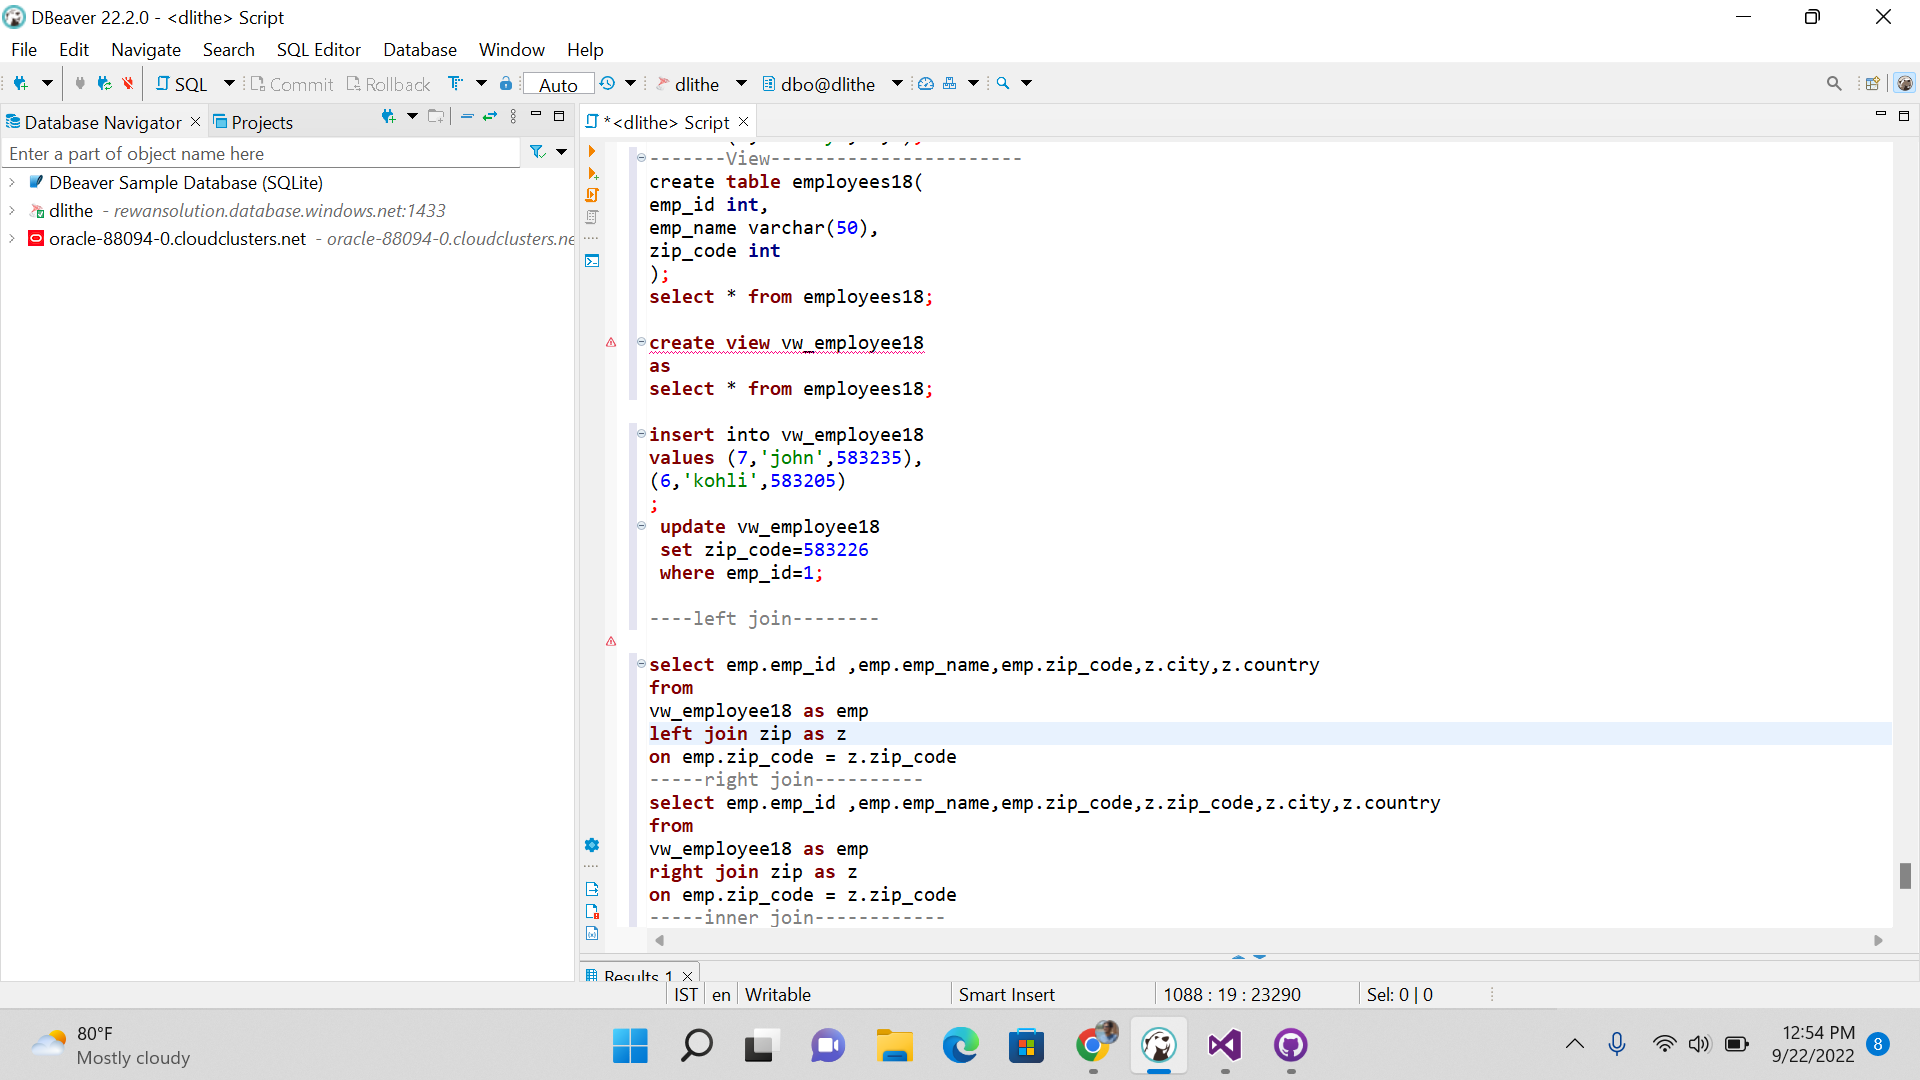 DBeaver 22.2.0 - <dlithe> Script
File Edit Navigate Search SQL Editor Database Window Help
SQL Commit Rollback Auto dlithe dbo@dlithe
Database Navigator Projects
*<dlithe> Script
Enter a part of object name here
DBeaver Sample Database (SQLite)
dlithe - rewansolution.database.windows.net:1433
oracle-88094-0.cloudclusters.net - oracle-88094-0.cloudclusters.ne
-------View-----------------------
create table employees18(
emp_id int,
emp_name varchar(50),
zip_code int
);
select * from employees18;
create view vw_employee18
as
select * from employees18;
insert into vw_employee18
values (7,'john',583235),
(6,'kohli',583205)
;
update vw_employee18
set zip_code=583226
where emp_id=1;
----left join--------
select emp.emp_id ,emp.emp_name,emp.zip_code,z.city,z.country
from
vw_employee18 as emp
left join zip as z
on emp.zip_code = z.zip_code
-----right join----------
select emp.emp_id ,emp.emp_name,emp.zip_code,z.zip_code,z.city,z.country
from
vw_employee18 as emp
right join zip as z
on emp.zip_code = z.zip_code
-----inner join------------
Results 1
IST en Writable Smart Insert 1088 : 19 : 23290 Sel: 0 | 0
80°F
Mostly cloudy
12:54 PM
9/22/2022
8